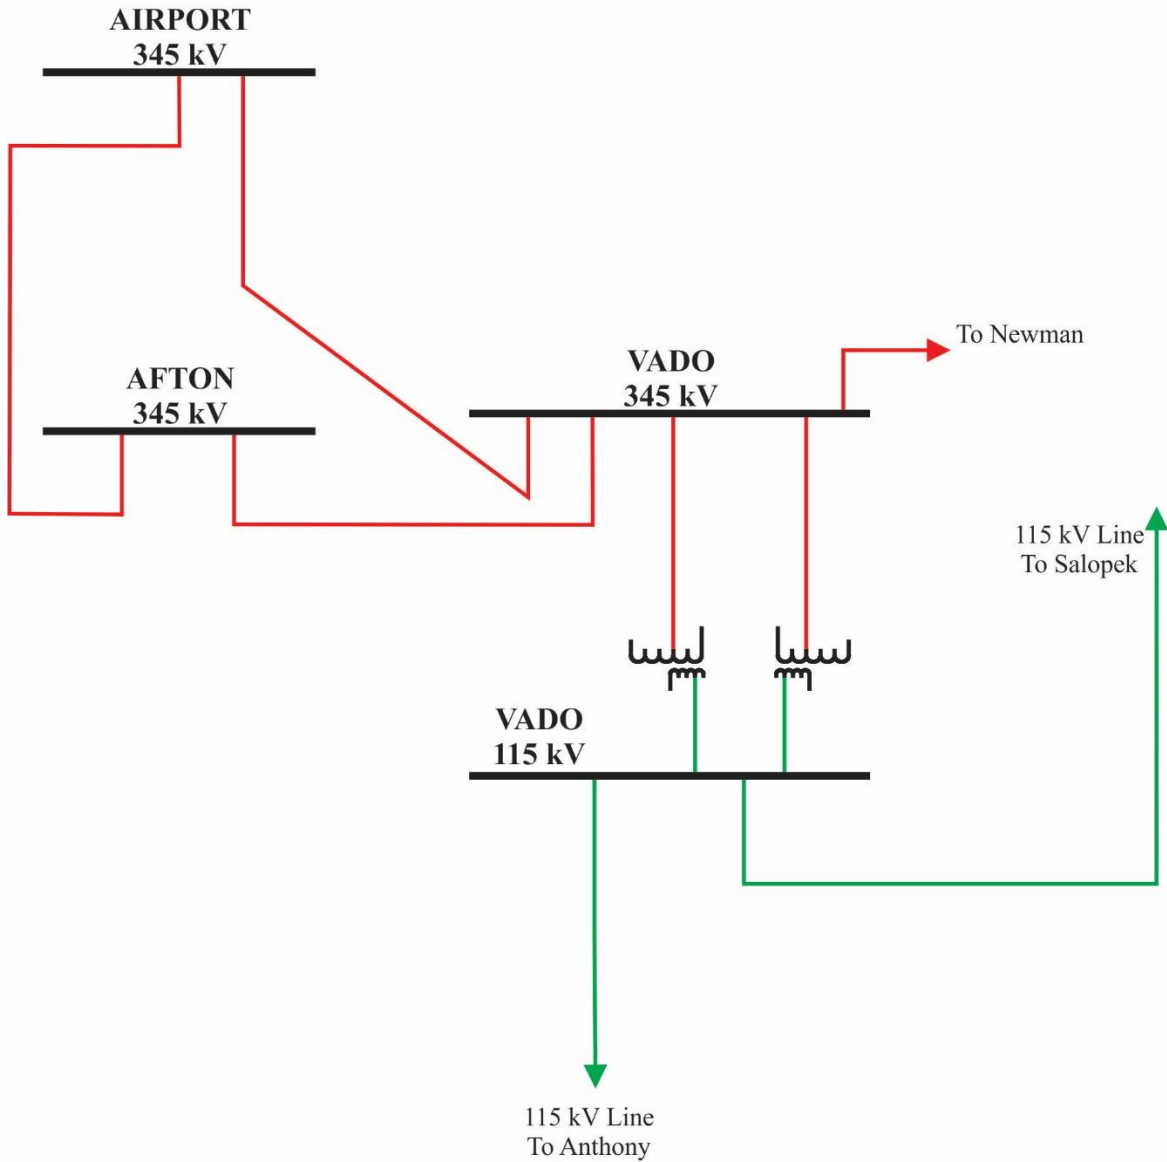 AIRPORT
345 kV
To Newman
VADO
345 kV
AFTON
345 kV
115 kV Line
To Salopek
VADO
115 kV
115 kV Line
To Anthony